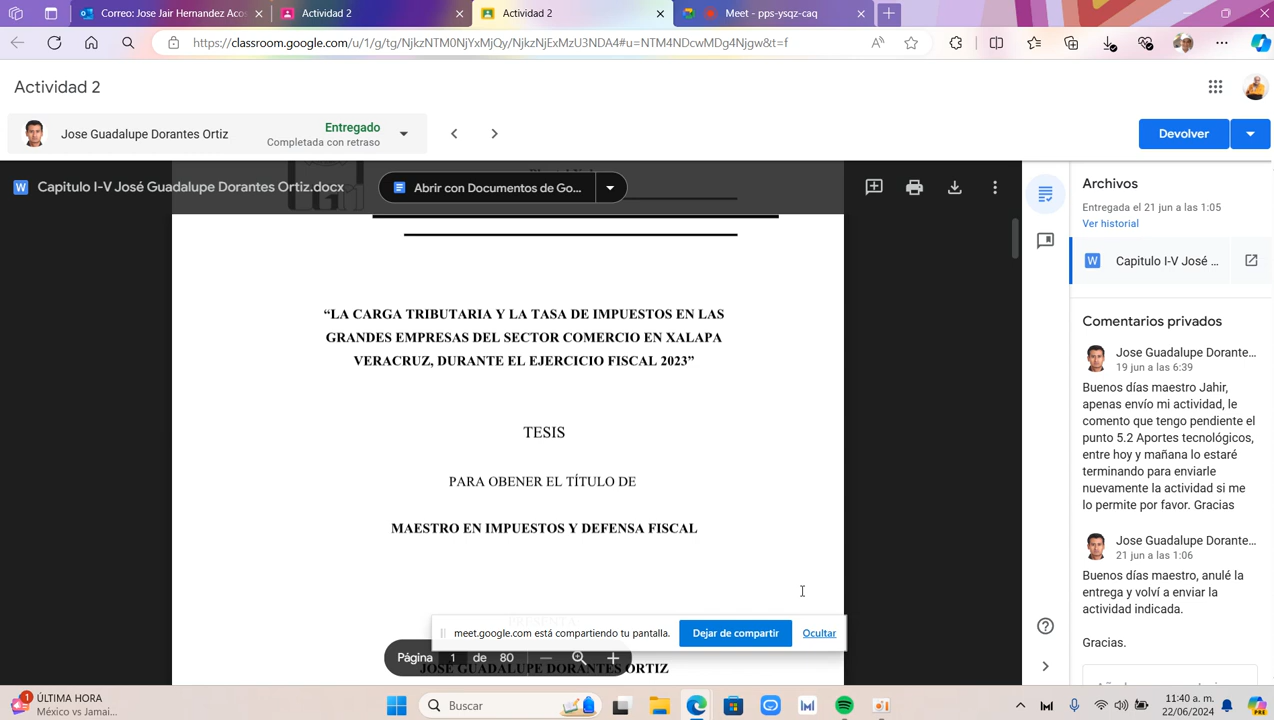 Correo: Jose Jair Hernandez Aco
Actividad 2
Actividad 2
Meet - pps-ysqz-caq
https://classroom.google.com/u/1/g/tg/NjkzNTM0NjYxMjQy/NjkzNjExMzU3NDA4#u=NTM4NDcwMDg4Njgw&t=f
Actividad 2
Jose Guadalupe Dorantes Ortiz
Entregado
Completada con retraso
Devolver
Capitulo I-V José Guadalupe Dorantes Ortiz.docx
Abrir con Documentos de Go...
“LA CARGA TRIBUTARIA Y LA TASA DE IMPUESTOS EN LAS
GRANDES EMPRESAS DEL SECTOR COMERCIO EN XALAPA
VERACRUZ, DURANTE EL EJERCICIO FISCAL 2023”
TESIS
PARA OBENER EL TÍTULO DE
MAESTRO EN IMPUESTOS Y DEFENSA FISCAL
PRESENTA
meet.google.com está compartiendo tu pantalla.
Dejar de compartir
Ocultar
Página 1 de 80
JOSE GUADALUPE DORANTES ORTIZ
Archivos
Entregada el 21 jun a las 1:05
Ver historial
Capitulo I-V José ...
Comentarios privados
Jose Guadalupe Dorante...
19 jun a las 6:39
Buenos días maestro Jahir,
apenas envío mi actividad, le
comento que tengo pendiente el
punto 5.2 Aportes tecnológicos,
entre hoy y mañana lo estaré
terminando para enviarle
nuevamente la actividad si me
lo permite por favor. Gracias
Jose Guadalupe Dorante...
21 jun a las 1:06
Buenos días maestro, anulé la
entrega y volví a enviar la
actividad indicada.
Gracias.
1
ÚLTIMA HORA
México vs Jamai...
Buscar
11:40 a. m.
22/06/2024